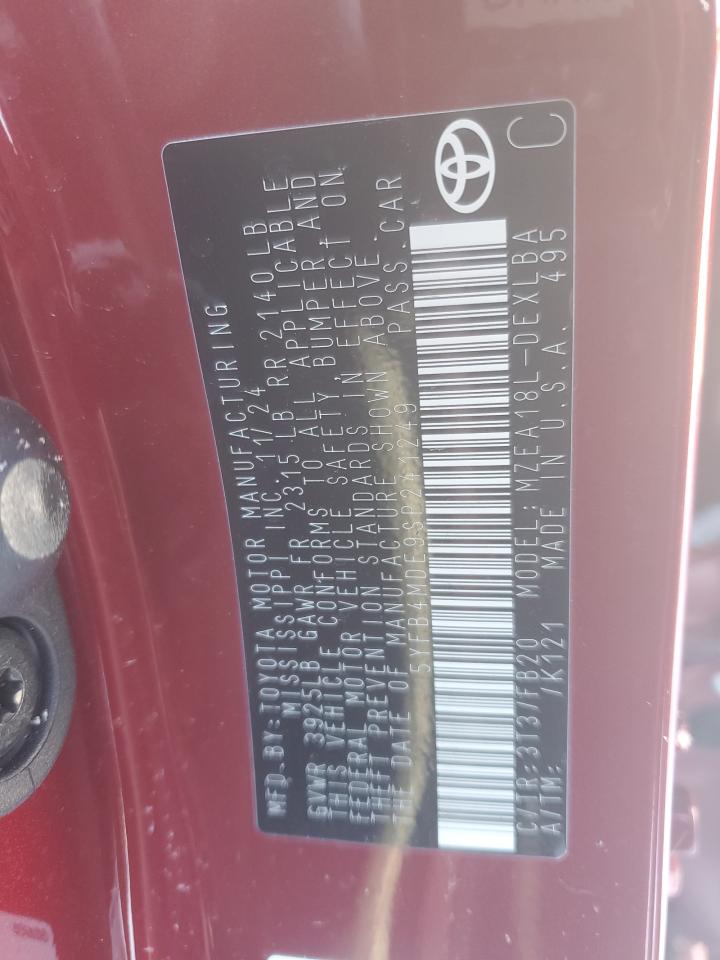 MFD. BY: TOYOTA MOTOR MANUFACTURING
MISSISSIPPI INC. 11/24
GVWR 3925LB GAWR FR 2315 LB RR 2140 LB
THIS VEHICLE CONFORMS TO ALL APPLICABLE
FEDERAL MOTOR VEHICLE SAFETY, BUMPER AND
THEFT PREVENTION STANDARDS IN EFFECT ON
THE DATE OF MANUFACTURE SHOWN ABOVE.
5YFB4MDE9SP241249 PASS. CAR
C/TR: 3T3/FB20 MODEL: MZEA18L-DEXLBA
A/TM: /K121 MADE IN U.S.A. 495
C